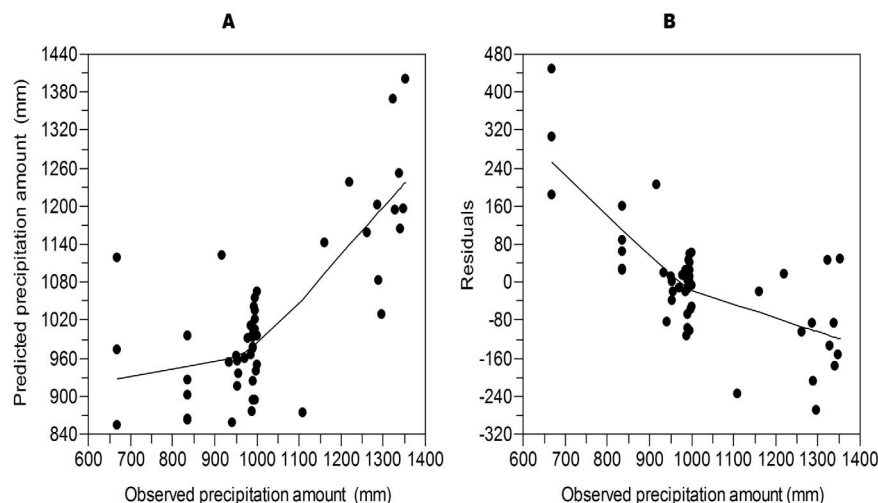 A
B
Predicted precipitation amount (mm)
1440
1380
1320
1260
1200
1140
1080
1020
960
900
840
600 700 800 900 1000 1100 1200 1300 1400
Observed precipitation amount (mm)
Residuals
480
400
320
240
160
80
0
-80
-160
-240
-320
600 700 800 900 1000 1100 1200 1300 1400
Observed precipitation amount (mm)